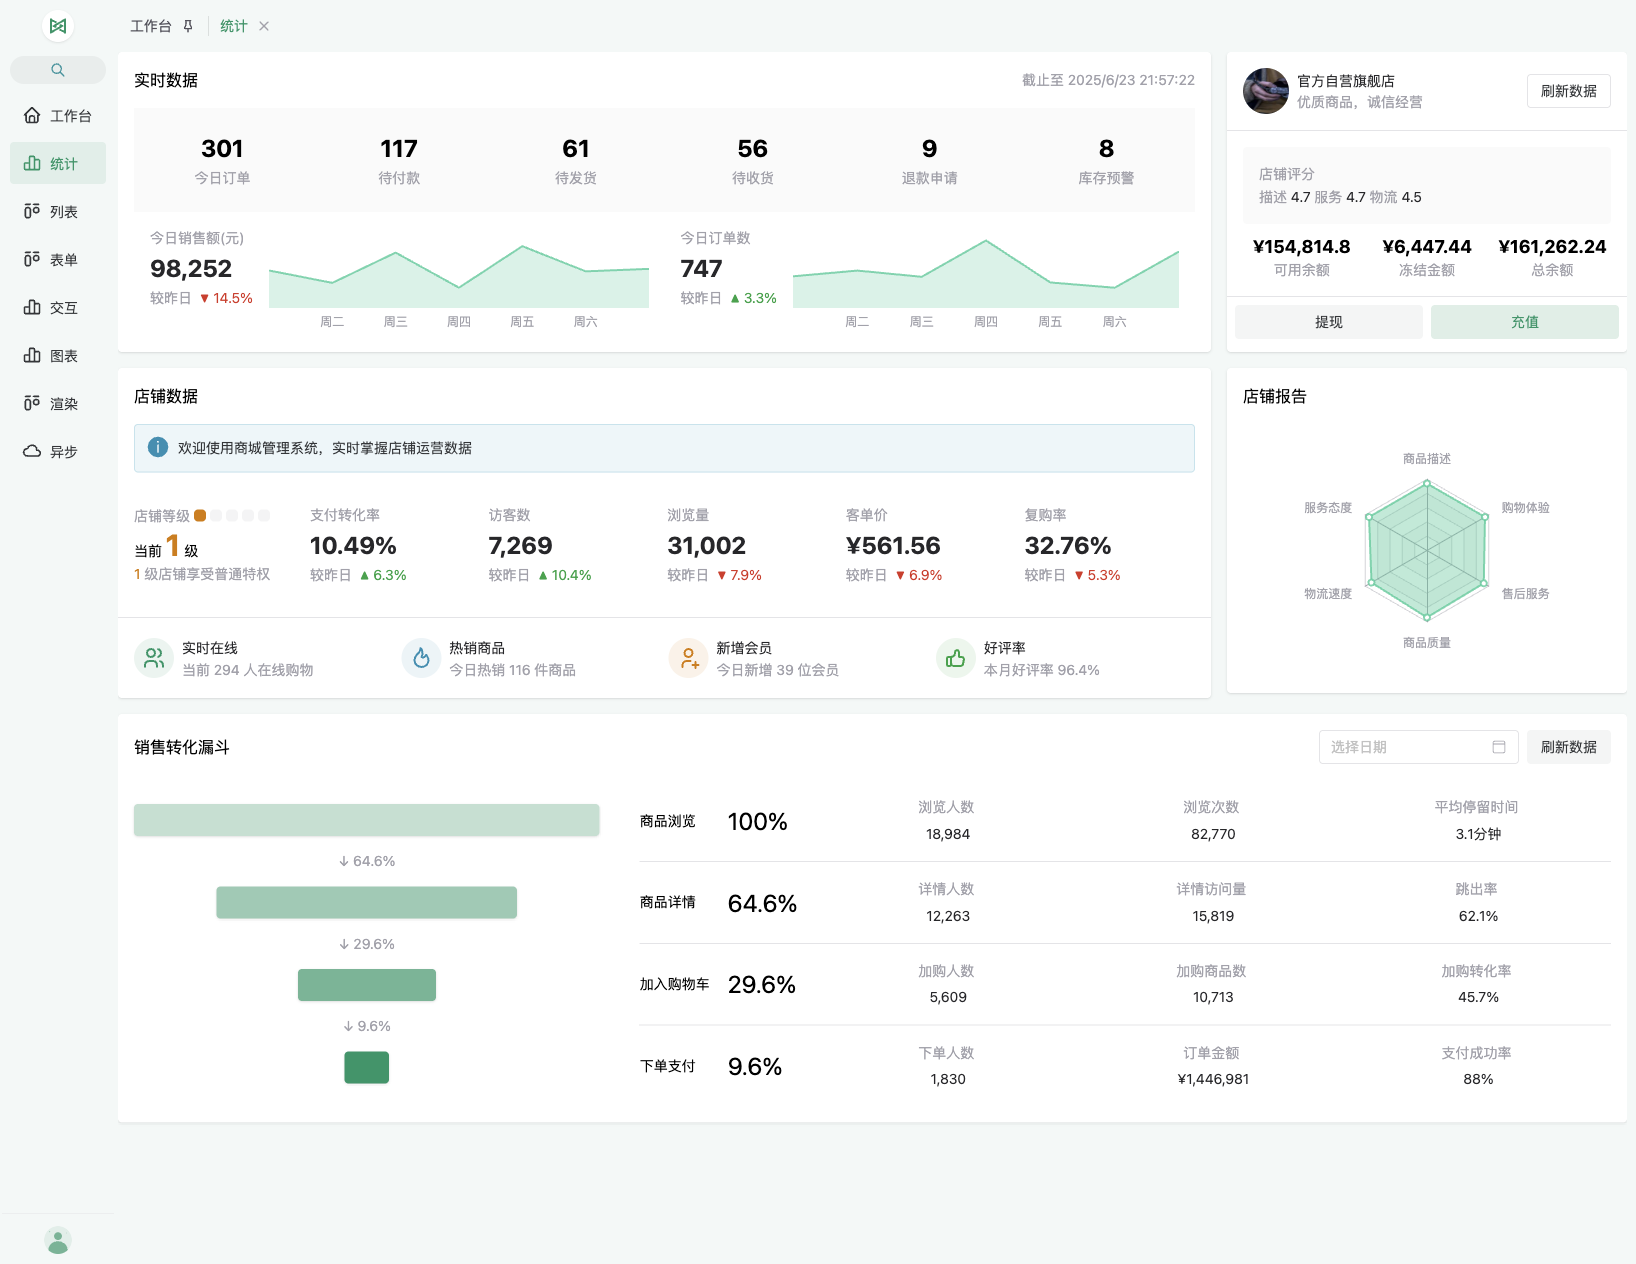 工作台
统计
工作台
统计
列表
表单
交互
图表
渲染
异步
实时数据
截止至 2025/6/23 21:57:22
301
今日订单
117
待付款
61
待发货
56
待收货
9
退款申请
8
库存预警
今日销售额(元)
98,252
较昨日 ▼ 14.5%
周二 周三 周四 周五 周六
今日订单数
747
较昨日 ▲ 3.3%
周二 周三 周四 周五 周六
官方自营旗舰店
优质商品，诚信经营
刷新数据
店铺评分
描述 4.7 服务 4.7 物流 4.5
¥154,814.8
可用余额
¥6,447.44
冻结金额
¥161,262.24
总余额
提现
充值
店铺数据
欢迎使用商城管理系统，实时掌握店铺运营数据
店铺等级
当前 1 级
1 级店铺享受普通特权
支付转化率
10.49%
较昨日 ▲ 6.3%
访客数
7,269
较昨日 ▲ 10.4%
浏览量
31,002
较昨日 ▼ 7.9%
客单价
¥561.56
较昨日 ▼ 6.9%
复购率
32.76%
较昨日 ▼ 5.3%
实时在线
当前 294 人在线购物
热销商品
今日热销 116 件商品
新增会员
今日新增 39 位会员
好评率
本月好评率 96.4%
店铺报告
商品描述
购物体验
售后服务
商品质量
物流速度
服务态度
销售转化漏斗
选择日期
刷新数据
↓ 64.6%
↓ 29.6%
↓ 9.6%
商品浏览 100%
浏览人数
18,984
浏览次数
82,770
平均停留时间
3.1分钟
商品详情 64.6%
详情人数
12,263
详情访问量
15,819
跳出率
62.1%
加入购物车 29.6%
加购人数
5,609
加购商品数
10,713
加购转化率
45.7%
下单支付 9.6%
下单人数
1,830
订单金额
¥1,446,981
支付成功率
88%